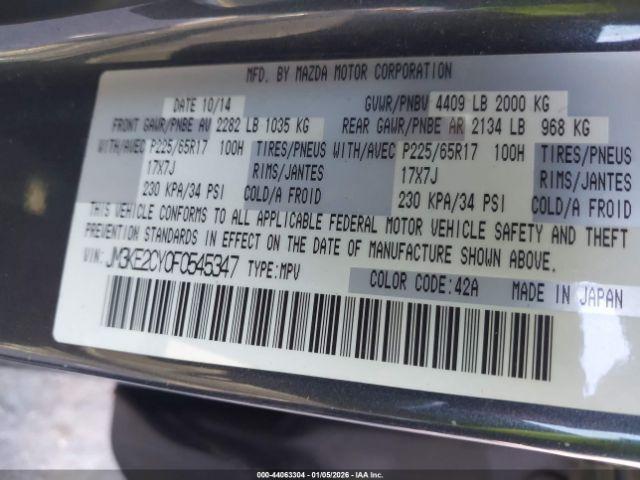 MFD. BY MAZDA MOTOR CORPORATION
DATE 10/14 GVWR/PNBV 4409 LB 2000 KG
FRONT GAWR/PNBE AV 2282 LB 1035 KG REAR GAWR/PNBE AR 2134 LB 968 KG
WITH/AVEC P225/65R17 100H TIRES/PNEUS WITH/AVEC P225/65R17 100H TIRES/PNEUS
17X7J RIMS/JANTES 17X7J RIMS/JANTES
230 KPA/34 PSI COLD/A FROID 230 KPA/34 PSI COLD/A FROID
THIS VEHICLE CONFORMS TO ALL APPLICABLE FEDERAL MOTOR VEHICLE SAFETY AND THEFT
PREVENTION STANDARDS IN EFFECT ON THE DATE OF MANUFACTURE SHOWN ABOVE.
VIN: JM3KE2CY0F0545347 TYPE:MPV
COLOR CODE:42A MADE IN JAPAN
000-44063304 - 01/05/2026 - IAA Inc.